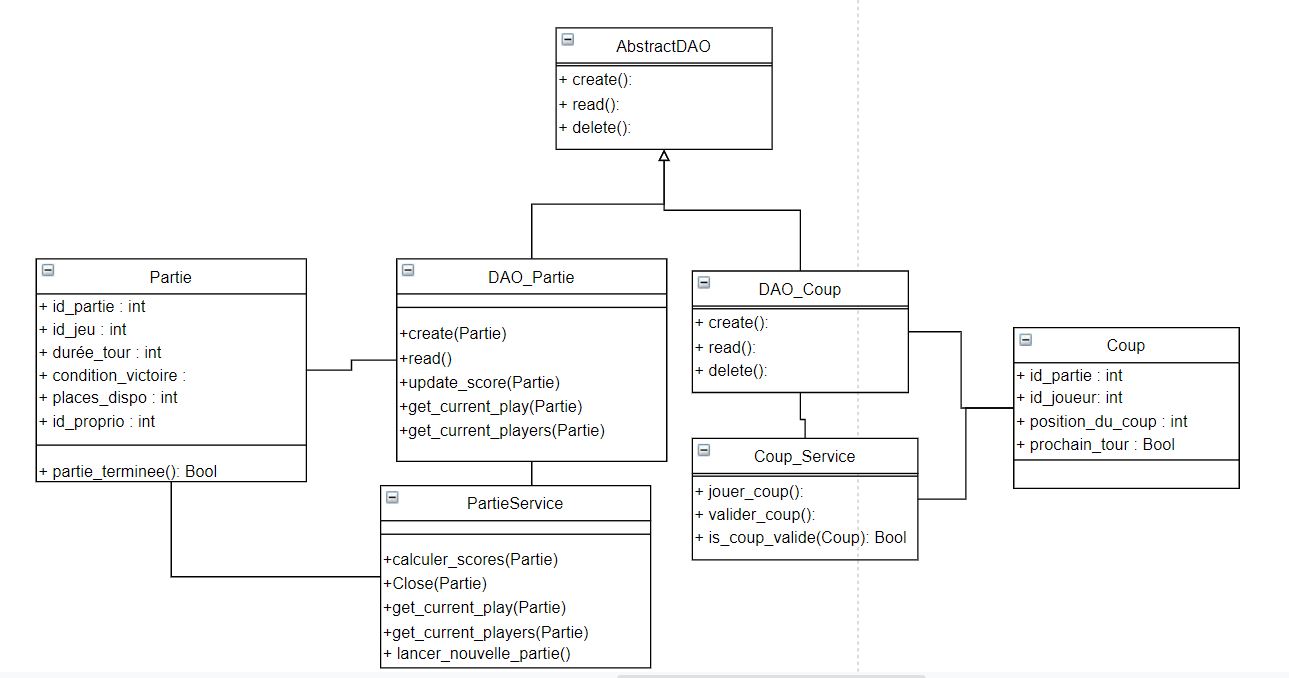 AbstractDAO
+ create():
+ read():
+ delete():
Partie
+ id_partie : int
+ id_jeu : int
+ durée_tour : int
+ condition_victoire :
+ places_dispo : int
+ id_proprio : int
+ partie_terminee(): Bool
DAO_Partie
+create(Partie)
+read()
+update_score(Partie)
+get_current_play(Partie)
+get_current_players(Partie)
DAO_Coup
+ create():
+ read():
+ delete():
Coup
+ id_partie : int
+ id_joueur: int
+ position_du_coup : int
+ prochain_tour : Bool
PartieService
+calculer_scores(Partie)
+Close(Partie)
+get_current_play(Partie)
+get_current_players(Partie)
+ lancer_nouvelle_partie()
Coup_Service
+ jouer_coup():
+ valider_coup():
+ is_coup_valide(Coup): Bool